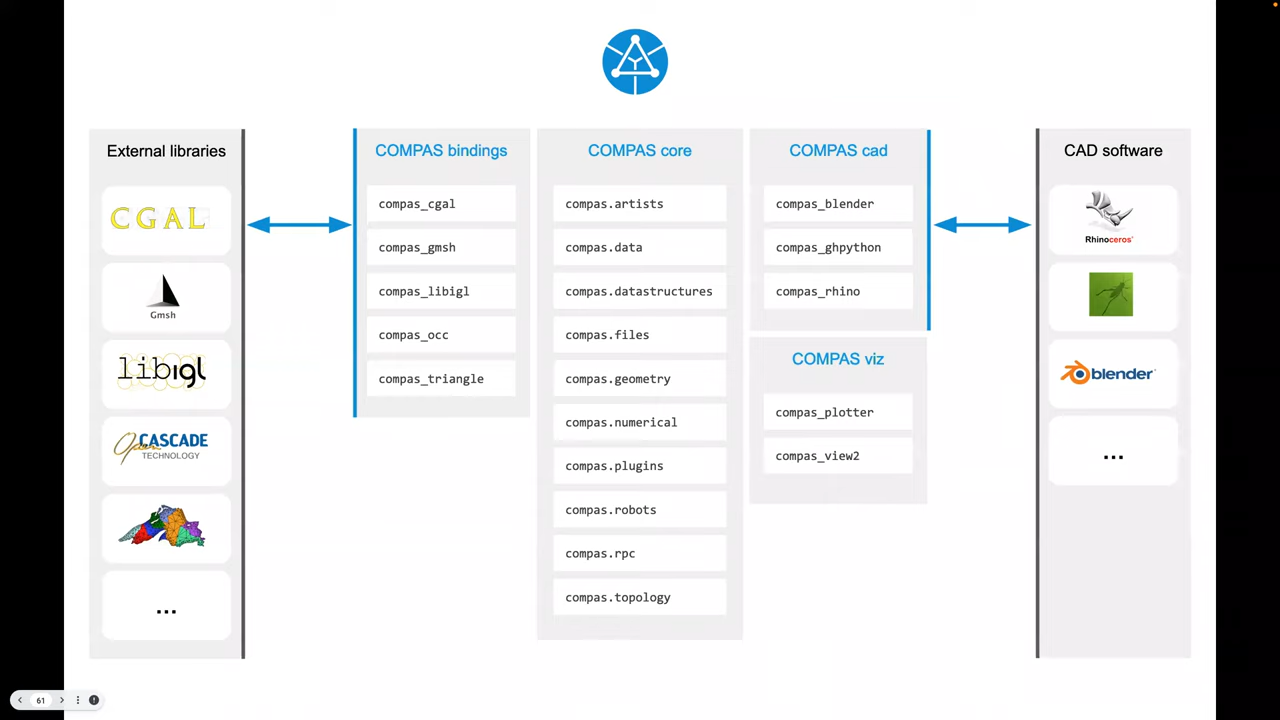 External libraries
CGAL
Gmsh
libigl
Open CASCADE
TECHNOLOGY
...
COMPAS bindings
compas_cgal
compas_gmsh
compas_libigl
compas_occ
compas_triangle
COMPAS core
compas.artists
compas.data
compas.datastructures
compas.files
compas.geometry
compas.numerical
compas.plugins
compas.robots
compas.rpc
compas.topology
COMPAS cad
compas_blender
compas_ghpython
compas_rhino
COMPAS viz
compas_plotter
compas_view2
CAD software
Rhinoceros®
blender
...
61